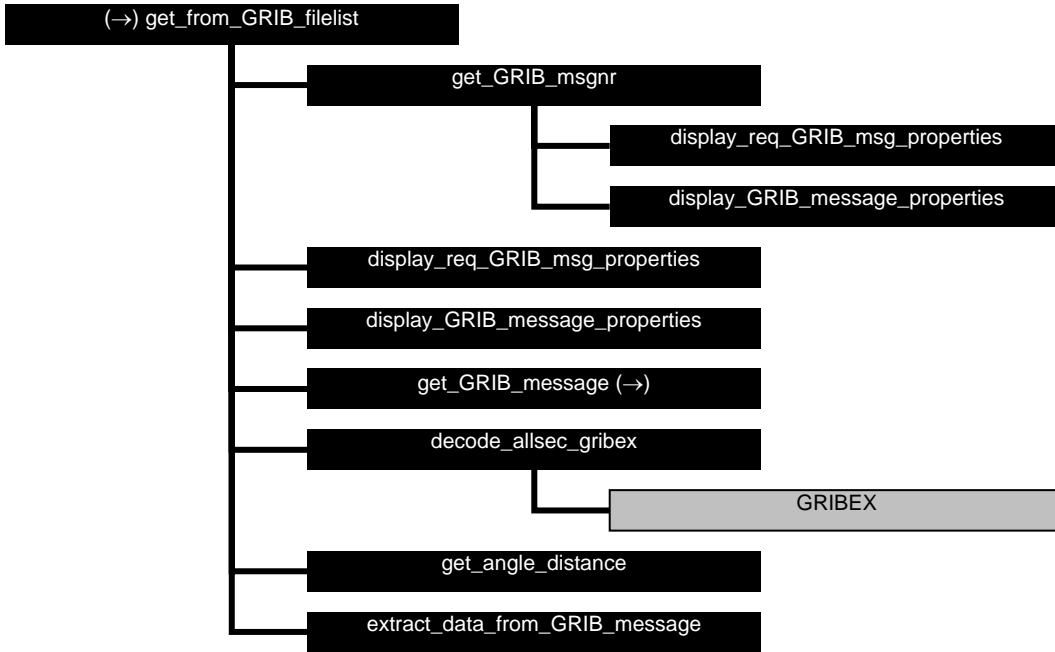 (→) get_from_GRIB_filelist
get_GRIB_msgnr
display_req_GRIB_msg_properties
display_GRIB_message_properties
display_req_GRIB_msg_properties
display_GRIB_message_properties
get_GRIB_message (→)
decode_allsec_gribex
GRIBEX
get_angle_distance
extract_data_from_GRIB_message